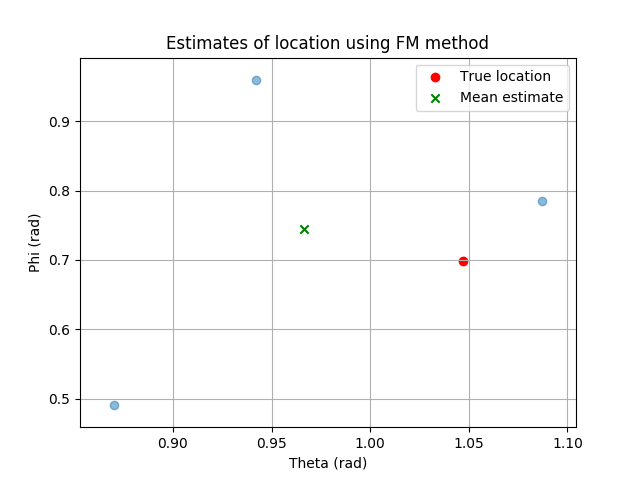 Estimates of location using FM method
True location
Mean estimate
Phi (rad)
0.9
0.8
0.7
0.6
0.5
0.90
0.95
1.00
1.05
1.10
Theta (rad)